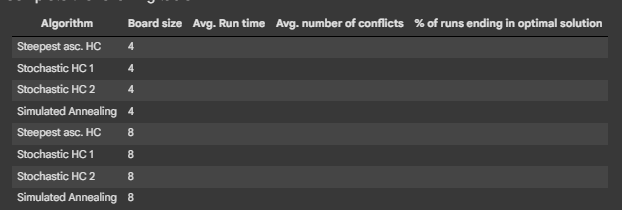 Algorithm Board size Avg. Run time Avg. number of conflicts % of runs ending in optimal solution
Steepest asc. HC 4
Stochastic HC 1 4
Stochastic HC 2 4
Simulated Annealing 4
Steepest asc. HC 8
Stochastic HC 1 8
Stochastic HC 2 8
Simulated Annealing 8